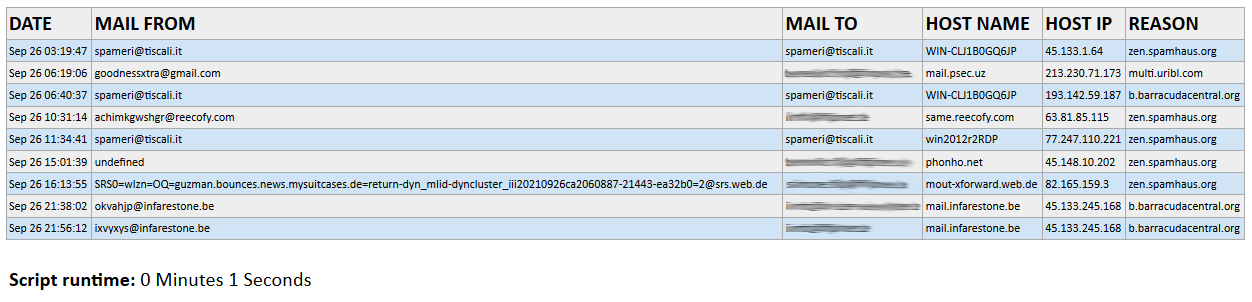 DATE MAIL FROM MAIL TO HOST NAME HOST IP REASON
Sep 26 03:19:47 spameri@tiscali.it spameri@tiscali.it WIN-CLJ1B0GQ6JP 45.133.1.64 zen.spamhaus.org
Sep 26 06:19:06 goodnessxtra@gmail.com mail.psec.uz 213.230.71.173 multi.uribl.com
Sep 26 06:40:37 spameri@tiscali.it spameri@tiscali.it WIN-CLJ1B0GQ6JP 193.142.59.187 b.barracudacentral.org
Sep 26 10:31:14 achimkgwshgr@reecofy.com same.reecofy.com 63.81.85.115 zen.spamhaus.org
Sep 26 11:34:41 spameri@tiscali.it spameri@tiscali.it win2012r2RDP 77.247.110.221 zen.spamhaus.org
Sep 26 15:01:39 undefined phonho.net 45.148.10.202 zen.spamhaus.org
Sep 26 16:13:55 SRS0=wlzn=OQ=guzman.bounces.news.mysuitcases.de=return-dyn_mlid-dyncluster_iii20210926ca2060887-21443-ea32b0=2@srs.web.de mout-xforward.web.de 82.165.159.3 zen.spamhaus.org
Sep 26 21:38:02 okvahjp@infarestone.be mail.infarestone.be 45.133.245.168 b.barracudacentral.org
Sep 26 21:56:12 ixvyxys@infarestone.be mail.infarestone.be 45.133.245.168 b.barracudacentral.org
Script runtime: 0 Minutes 1 Seconds